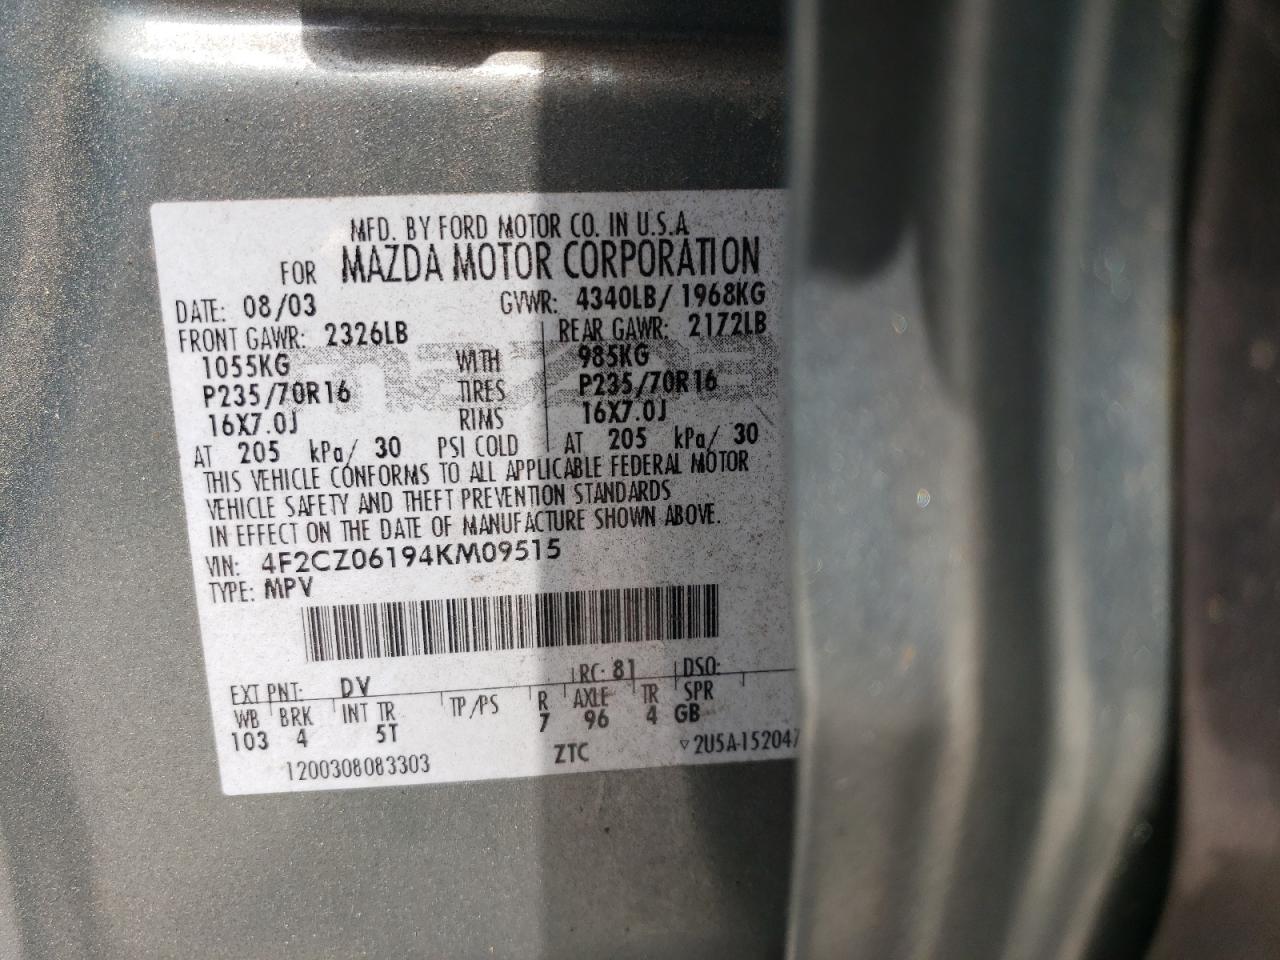 MFD. BY FORD MOTOR CO. IN U.S.A
FOR MAZDA MOTOR CORPORATION
DATE: 08/03 GVWR: 4340LB/ 1968KG
FRONT GAWR: 2326LB REAR GAWR: 2172LB
1055KG WITH 985KG
P235/70R16 TIRES P235/70R16
16X7.0J RIMS 16X7.0J
AT 205 kPa/ 30 PSI COLD AT 205 kPa/ 30
THIS VEHICLE CONFORMS TO ALL APPLICABLE FEDERAL MOTOR
VEHICLE SAFETY AND THEFT PREVENTION STANDARDS
IN EFFECT ON THE DATE OF MANUFACTURE SHOWN ABOVE.
VIN: 4F2CZ06194KM09515
TYPE: MPV
EXT PNT: DV RC: 81 DSO:
WB BRK INT TR TP/PS R AXLE TR SPR
103 4 5T 7 96 4 GB
1200308083303 ZTC ▽2U5A-152047